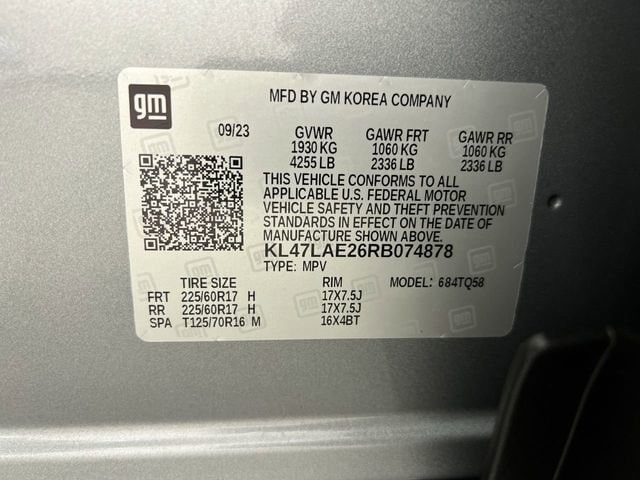 gm
MFD BY GM KOREA COMPANY
09/23 GVWR GAWR FRT GAWR RR
1930 KG 1060 KG 1060 KG
4255 LB 2336 LB 2336 LB
THIS VEHICLE CONFORMS TO ALL
APPLICABLE U.S. FEDERAL MOTOR
VEHICLE SAFETY AND THEFT PREVENTION
STANDARDS IN EFFECT ON THE DATE OF
MANUFACTURE SHOWN ABOVE.
KL47LAE26RB074878
TYPE: MPV MODEL: 684TQ58
TIRE SIZE RIM
FRT 225/60R17 H 17X7.5J
RR 225/60R17 H 17X7.5J
SPA T125/70R16 M 16X4BT